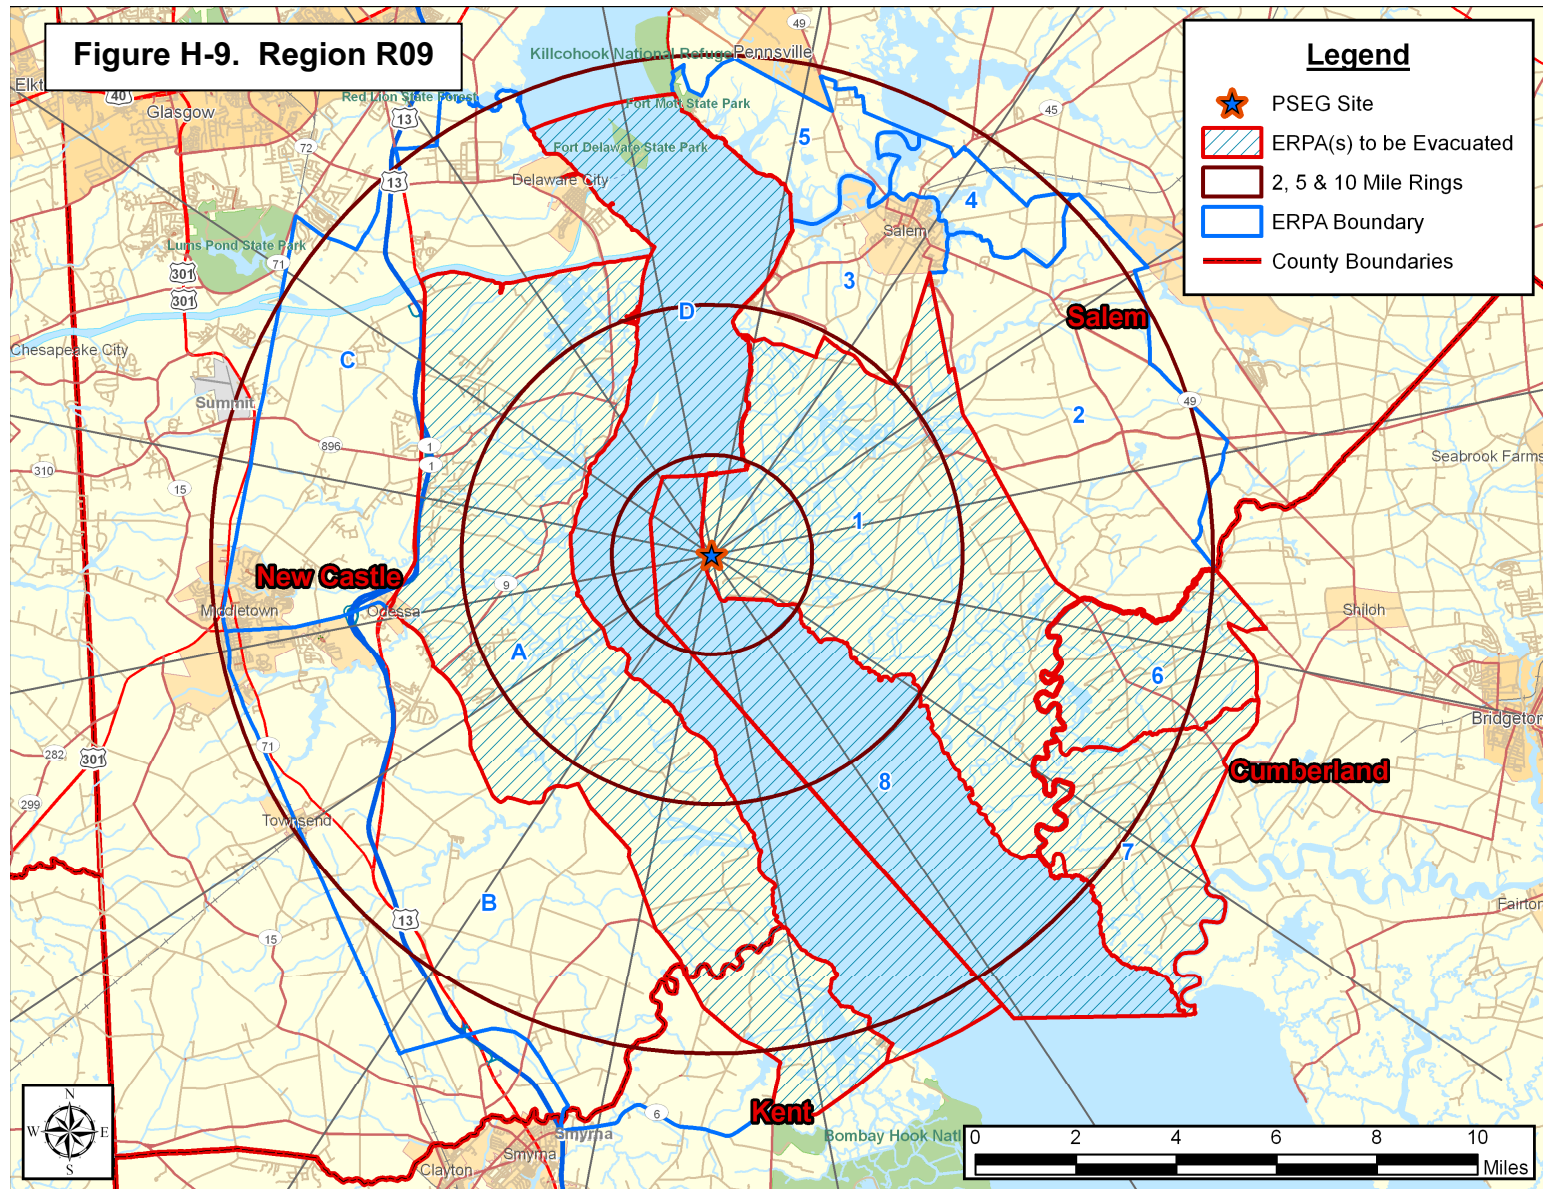 Figure H-9. Region R09
Legend
PSEG Site
ERPA(s) to be Evacuated
2, 5 & 10 Mile Rings
ERPA Boundary
County Boundaries
Killcohook National Refuge
Pennsville
49
Elkt
40
Glasgow
Red Lion State Forest
13
Fort Mott State Park
45
72
5
Fort Delaware State Park
13
Delaware City
4
Lums Pond State Park
Salem
71
301
3
301
D
Salem
Chesapeake City
C
Summit
49
2
896
1
1
Seabrook Farms
310
15
1
New Castle
9
Middletown
Odessa
Shiloh
A
6
Bridgeton
71
282
301
Cumberland
8
299
Townsend
7
B
Fairton
13
15
N
W E
S
Kent
6
Smyrna
Smyrna
Clayton
Bombay Hook Nati
0 2 4 6 8 10
Miles